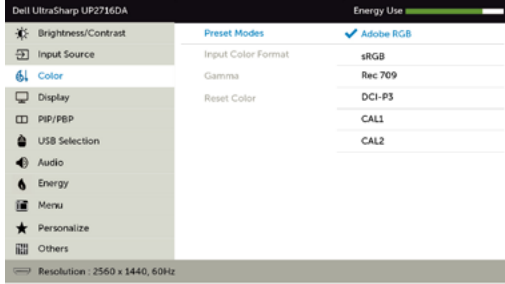 Dell UltraSharp UP2716DA Energy Use
Brightness/Contrast Preset Modes Adobe RGB
Input Source Input Color Format sRGB
Color Gamma Rec 709
Display Reset Color DCI-P3
PIP/PBP CAL1
USB Selection CAL2
Audio
Energy
Menu
Personalize
Others
Resolution : 2560 x 1440, 60Hz